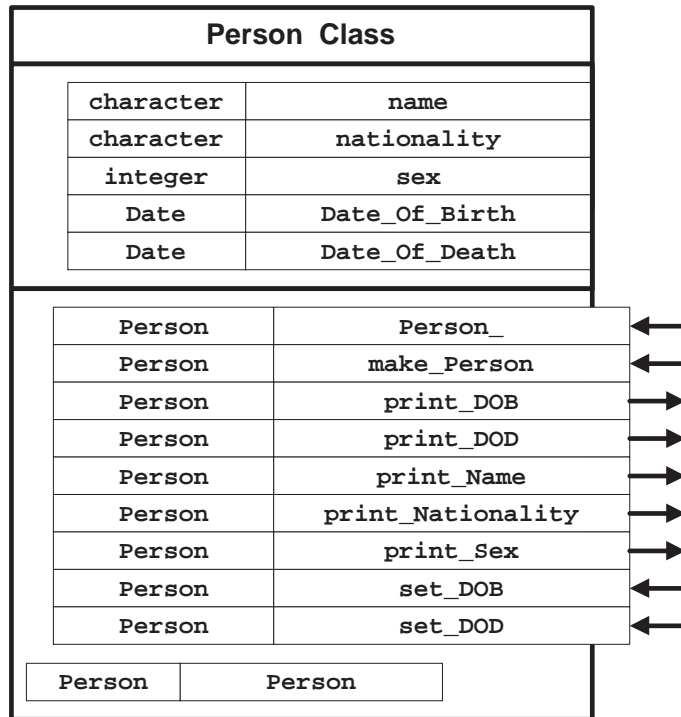 Person Class
character name
character nationality
integer sex
Date Date_Of_Birth
Date Date_Of_Death
Person Person_
Person make_Person
Person print_DOB
Person print_DOD
Person print_Name
Person print_Nationality
Person print_Sex
Person set_DOB
Person set_DOD
Person Person